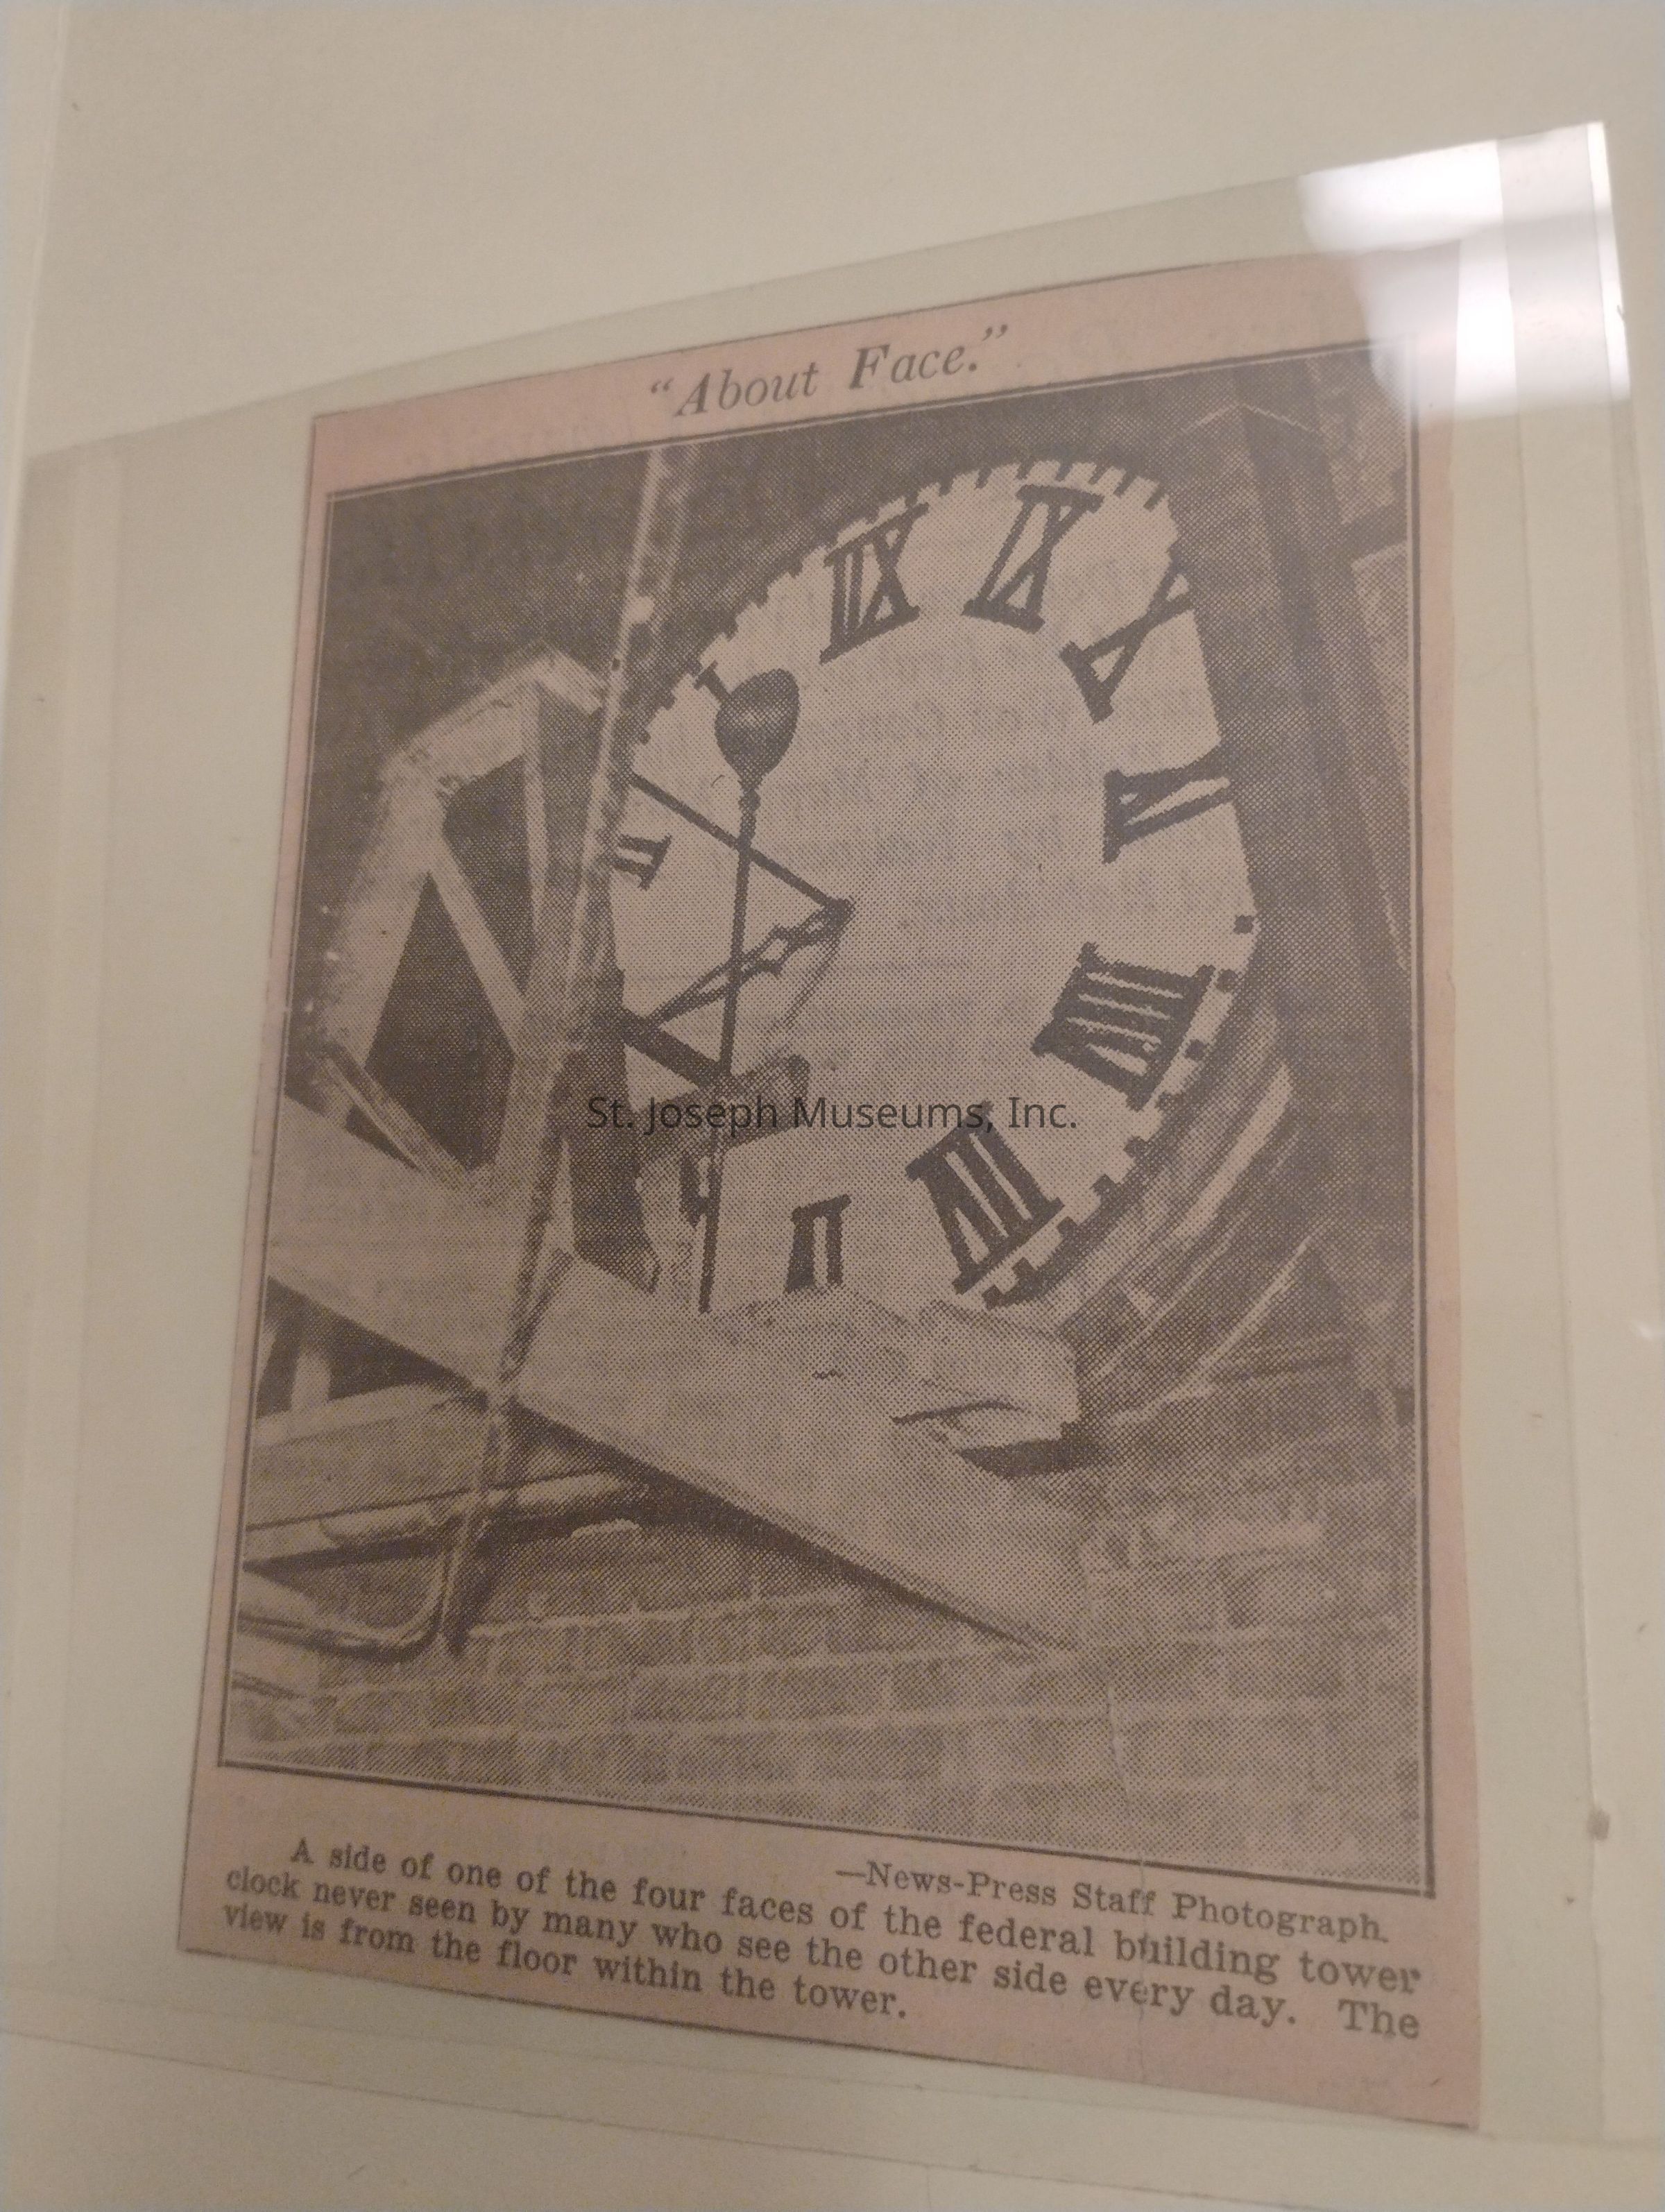 "About Face."
St. Joseph Museums, Inc.
—News-Press Staff Photograph.
A side of one of the four faces of the federal building tower
clock never seen by many who see the other side every day. The
view is from the floor within the tower.